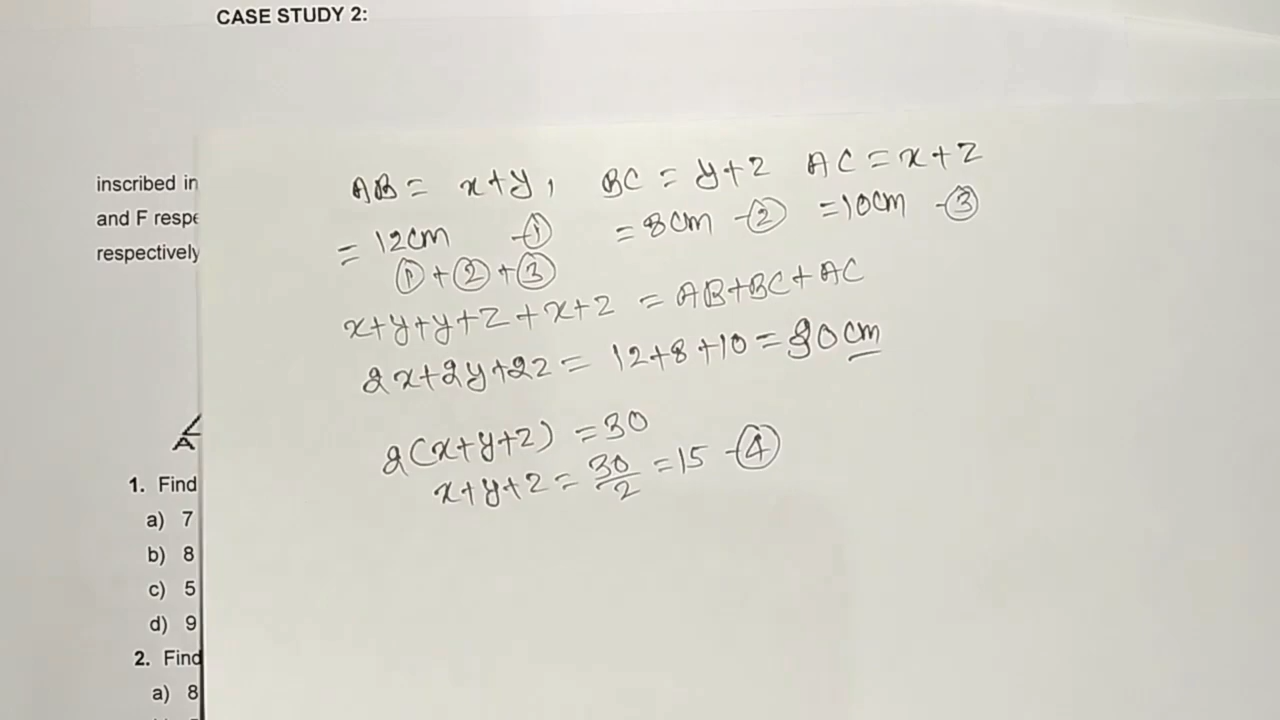 CASE STUDY 2:
inscribed in
and F respe
respectively
AB = x+y, BC = y+z AC = x+z
= 12cm -① = 8cm -② =10cm -③
①+②+③
x+y+y+z+x+z = AB+BC+AC
2x+2y+2z = 12+8+10=30cm
2(x+y+z) =30
x+y+z = 30/2 =15 -④
A
1. Find
a) 7
b) 8
c) 5
d) 9
2. Find
a) 8